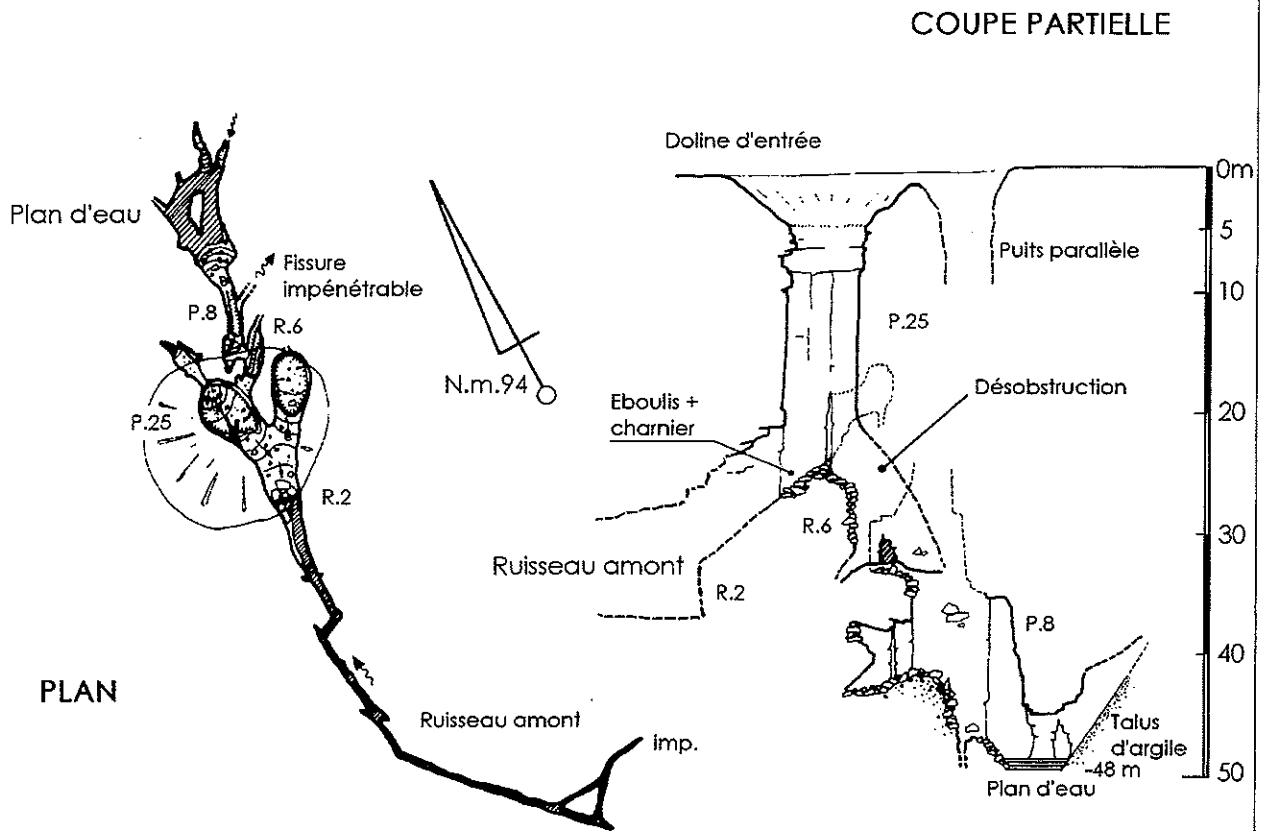 COUPE PARTIELLE
Doline d'entrée
0m
Plan d'eau
5
Puits parallèle
Fissure
impénétrable
10
P.8
R.6
P.25
N.m.94
Désobstruction
Eboulis +
charnier
20
P.25
R.2
R.6
30
Ruisseau amont
R.2
P.8
40
PLAN
Ruisseau amont
imp.
Talus
d'argile
-48 m
50
Plan d'eau